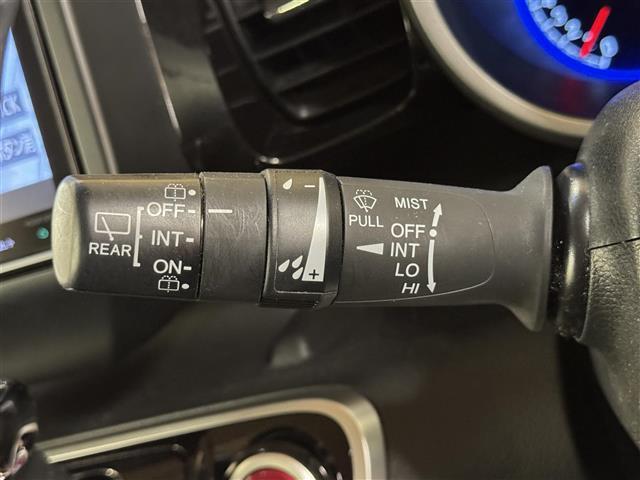 REAR
OFF-
INT-
ON-
- 
+
PULL
MIST
OFF
INT
LO
HI